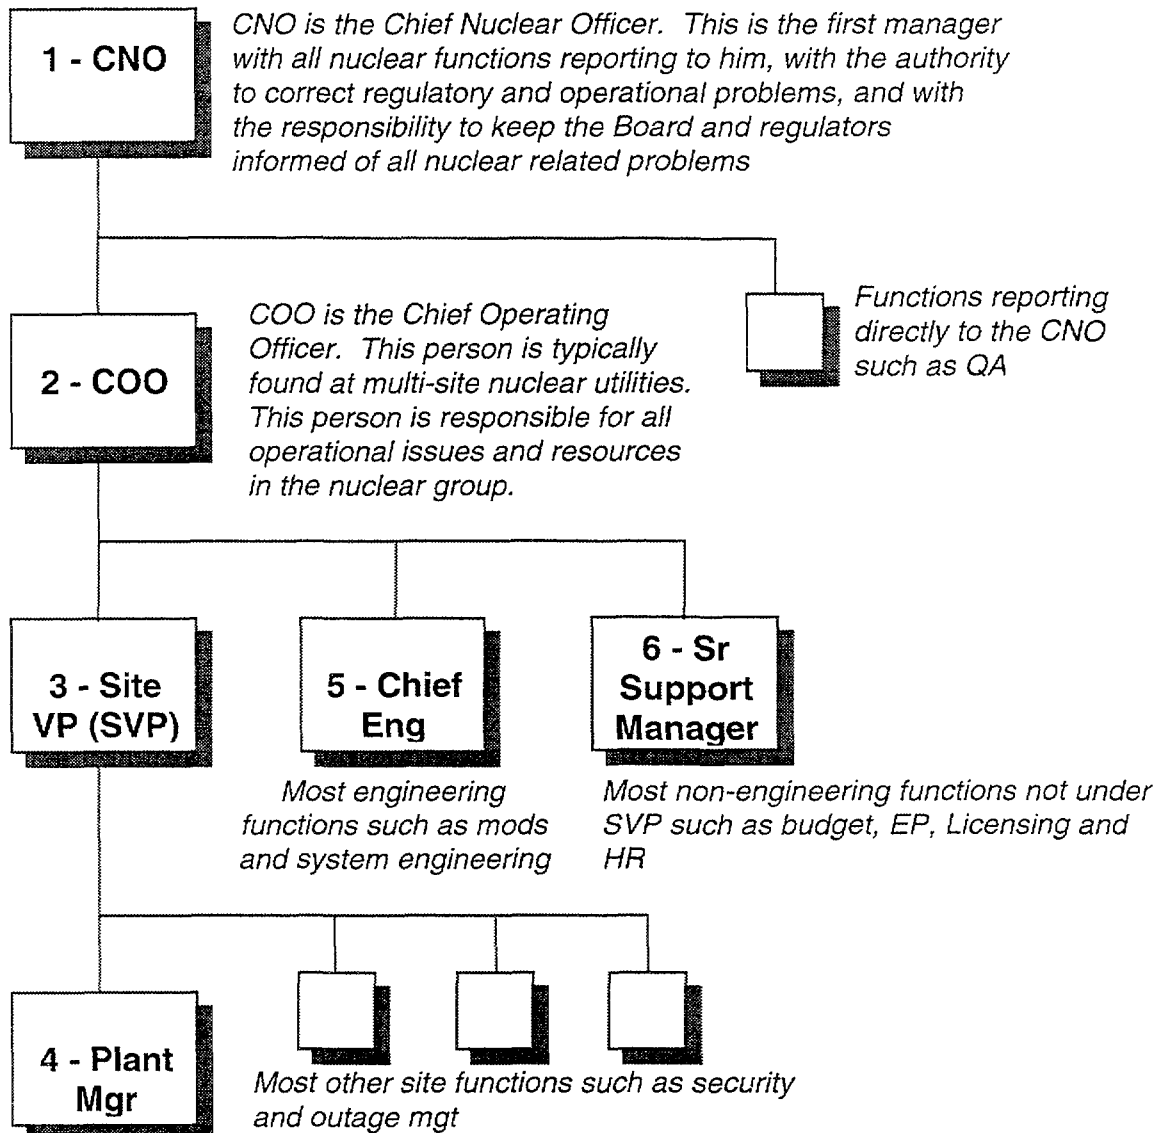 1 - CNO
CNO is the Chief Nuclear Officer. This is the first manager
with all nuclear functions reporting to him, with the authority
to correct regulatory and operational problems, and with
the responsibility to keep the Board and regulators
informed of all nuclear related problems
2 - COO
COO is the Chief Operating
Officer. This person is typically
found at multi-site nuclear utilities.
This person is responsible for all
operational issues and resources
in the nuclear group.
Functions reporting
directly to the CNO
such as QA
3 - Site
VP (SVP)
5 - Chief
Eng
6 - Sr
Support
Manager
Most engineering
functions such as mods
and system engineering
Most non-engineering functions not under
SVP such as budget, EP, Licensing and
HR
4 - Plant
Mgr
Most other site functions such as security
and outage mgt